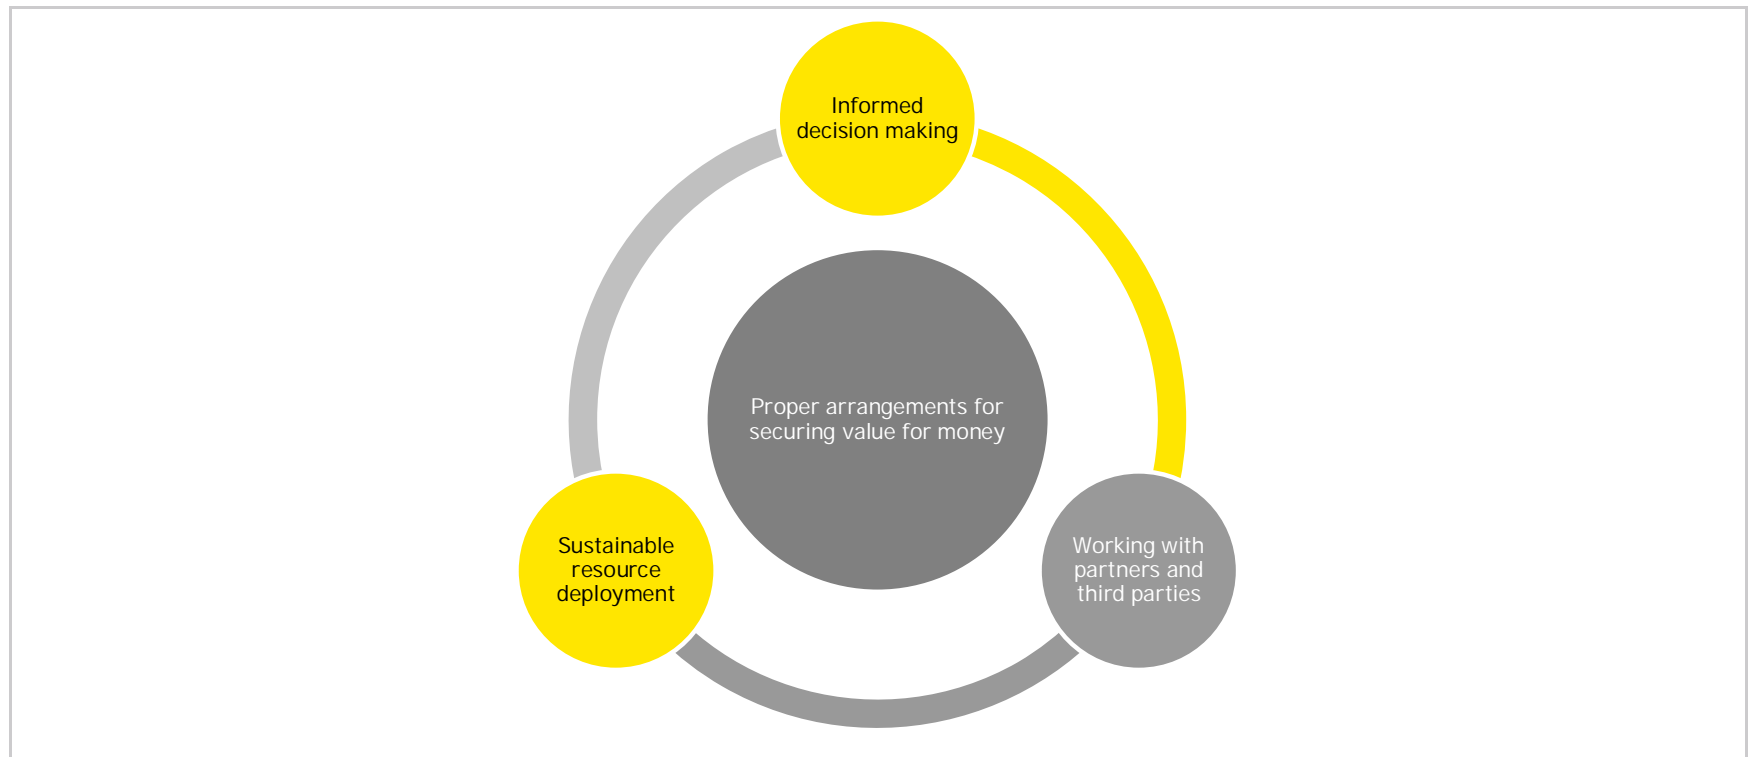 Informed
decision making
Proper arrangements for
securing value for money
Sustainable
resource
deployment
Working with
partners and
third parties